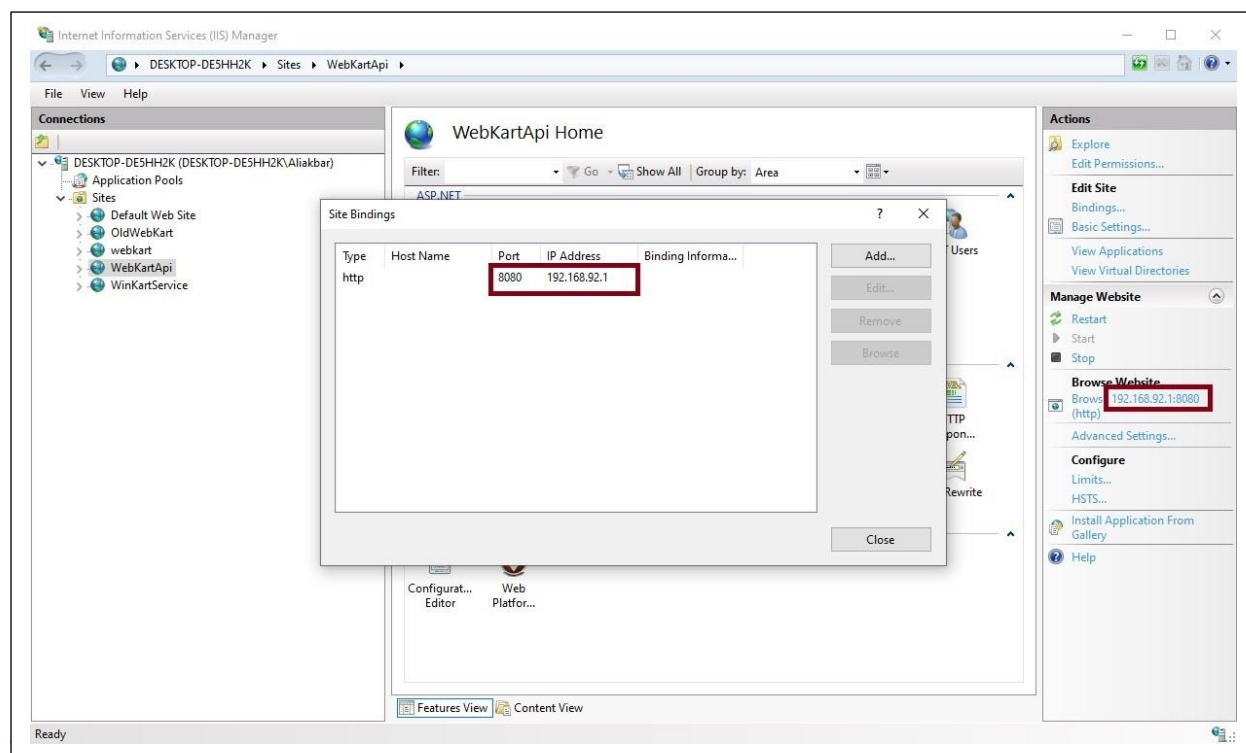 Internet Information Services (IIS) Manager
DESKTOP-DE5HH2K Sites WebKartApi
File View Help
Connections
DESKTOP-DE5HH2K (DESKTOP-DE5HH2K\Aliakbar)
Application Pools
Sites
Default Web Site
OldWebKart
webkart
WebKartApi
WinKartService
WebKartApi Home
Filter: Go Show All Group by: Area
ASP.NET
Users
Site Bindings
? X
Type Host Name Port IP Address Binding Informa...
http 8080 192.168.92.1
Add...
Edit...
Remove
Browse
Close
TTP
pon...
Rewrite
Configurat...
Editor
Web
Platfor...
Features View Content View
Actions
Explore
Edit Permissions...
Edit Site
Bindings...
Basic Settings...
View Applications
View Virtual Directories
Manage Website
Restart
Start
Stop
Browse Website
Brows 192.168.92.1:8080
(http)
Advanced Settings...
Configure
Limits...
HSTS...
Install Application From
Gallery
Help
Ready